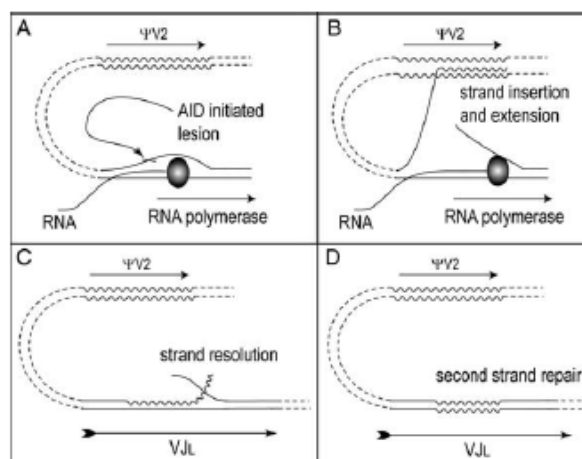 A
ΨV2
AID initiated
lesion
RNA
RNA polymerase
B
ΨV2
strand insertion
and extension
RNA
RNA polymerase
C
ΨV2
strand resolution
VJL
D
ΨV2
second strand repair
VJL